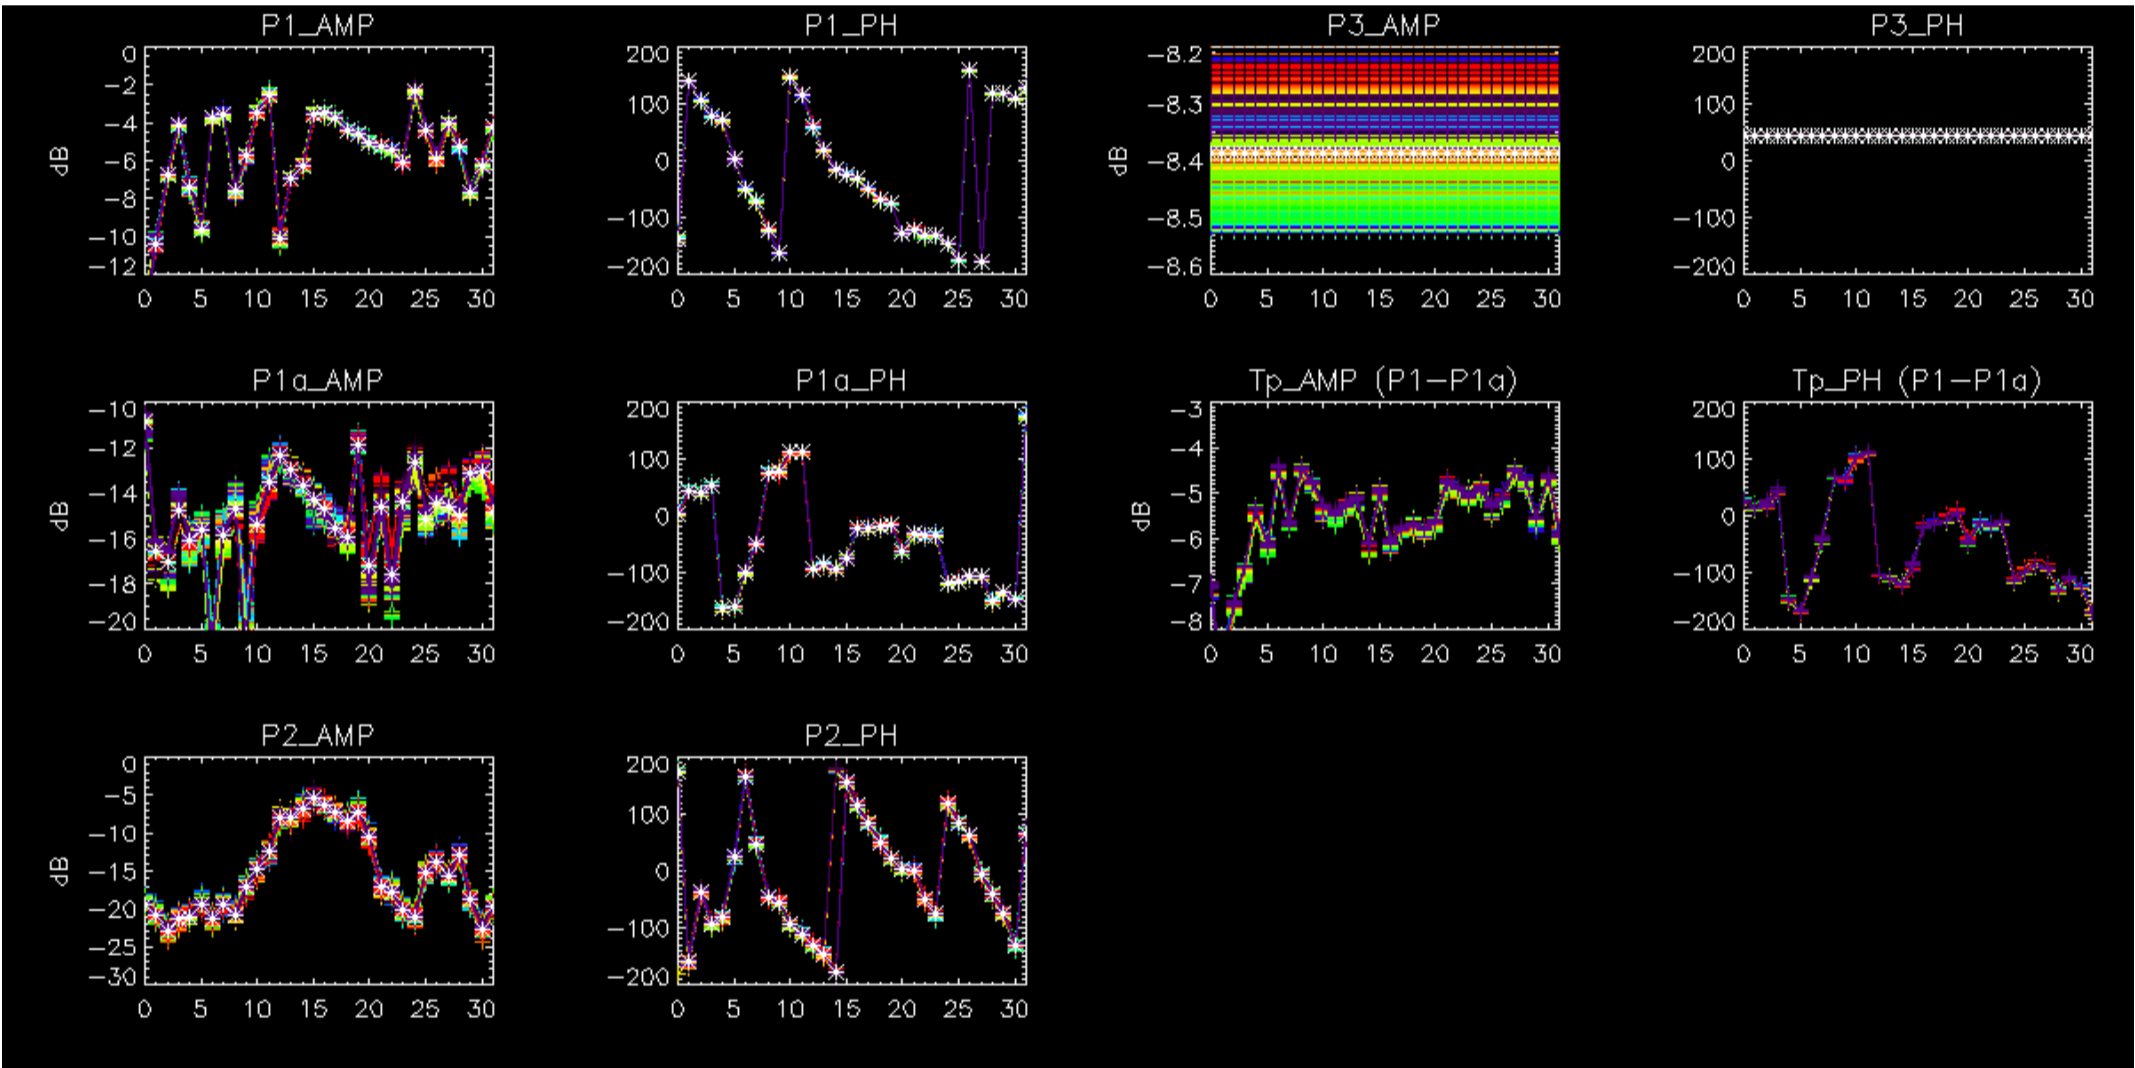 P1_AMP
0
-2
-4
-6
-8
-10
-12
dB
0 5 10 15 20 25 30
P1_PH
200
100
0
-100
-200
0 5 10 15 20 25 30
P3_AMP
-8.2
-8.3
-8.4
-8.5
-8.6
dB
0 5 10 15 20 25 30
P3_PH
200
100
0
-100
-200
0 5 10 15 20 25 30
P1a_AMP
-10
-12
-14
-16
-18
-20
dB
0 5 10 15 20 25 30
P1a_PH
200
100
0
-100
-200
0 5 10 15 20 25 30
Tp_AMP (P1-P1a)
-3
-4
-5
-6
-7
-8
dB
0 5 10 15 20 25 30
Tp_PH (P1-P1a)
200
100
0
-100
-200
0 5 10 15 20 25 30
P2_AMP
0
-5
-10
-15
-20
-25
-30
dB
0 5 10 15 20 25 30
P2_PH
200
100
0
-100
-200
0 5 10 15 20 25 30